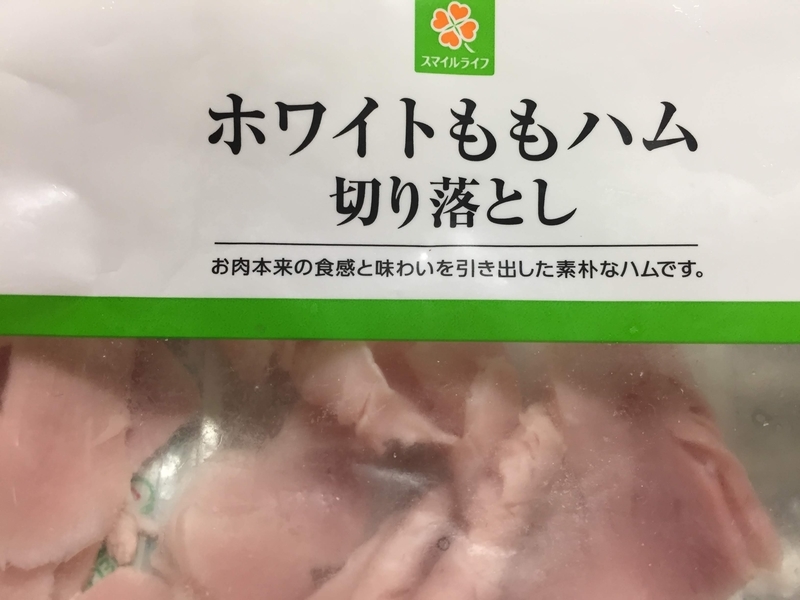 スマイルライフ
ホワイトももハム
切り落とし
お肉本来の食感と味わいを引き出した素朴なハムです。